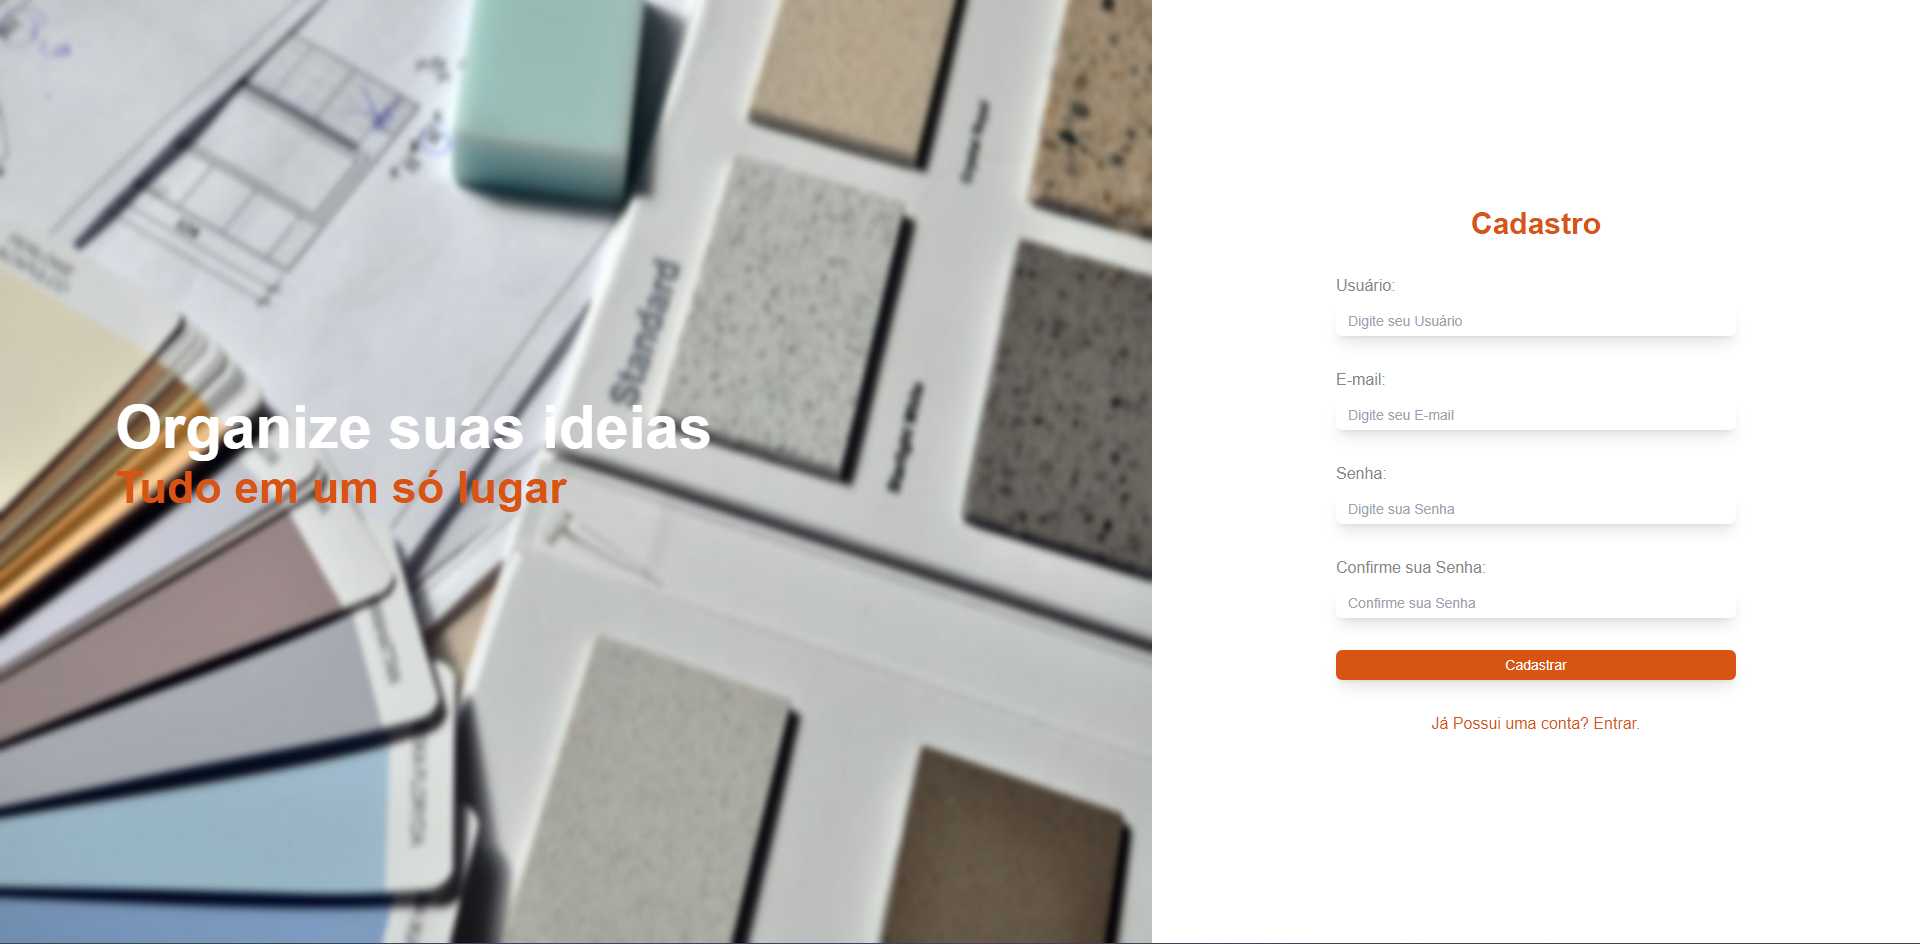 Standard
Organize suas ideias
Tudo em um só lugar
Cadastro
Usuário:
Digite seu Usuário
E-mail:
Digite seu E-mail
Senha:
Digite sua Senha
Confirme sua Senha:
Confirme sua Senha
Cadastrar
Já Possui uma conta? Entrar.